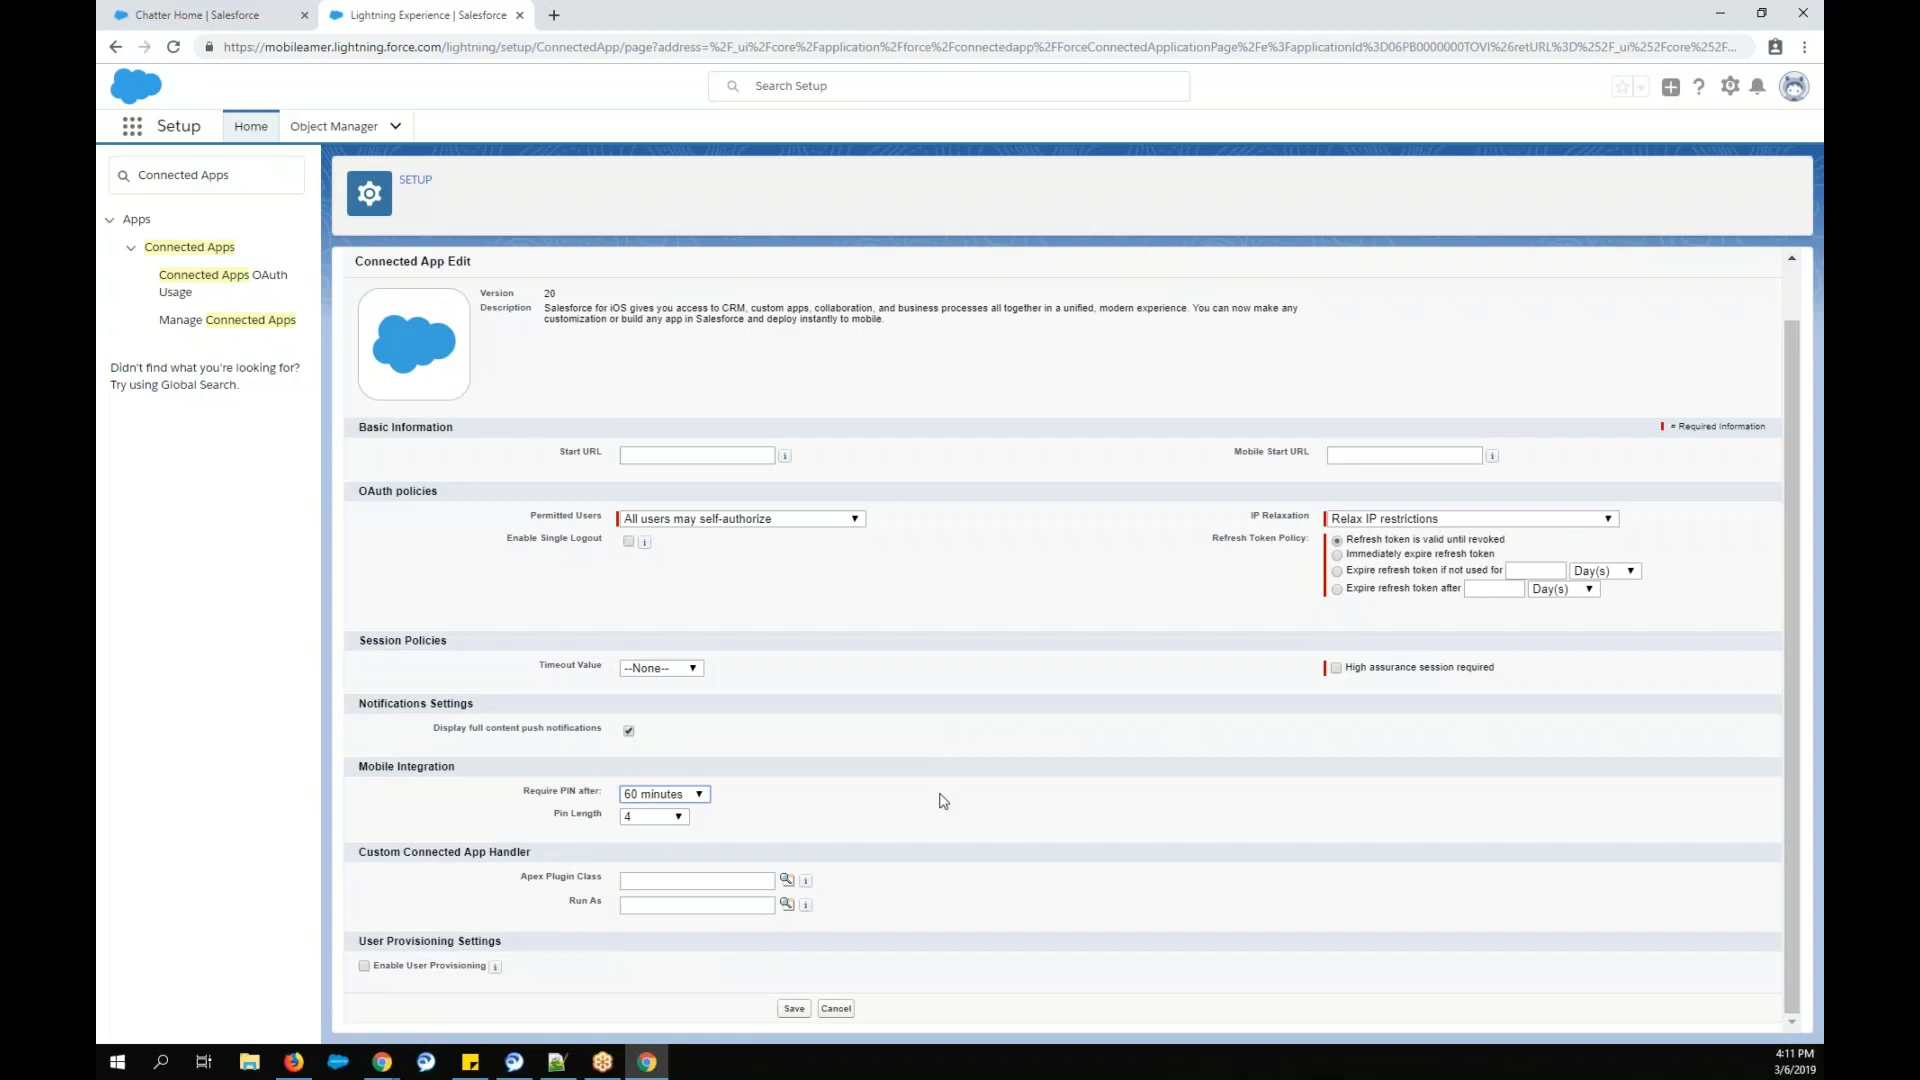 Chatter Home | Salesforce
Lightning Experience | Salesforce
https://mobileamer.lightning.force.com/lightning/setup/ConnectedApp/page?address=%2F_ui%2Fcore%2Fapplication%2Fforce%2Fconnectedapp%2FForceConnectedApplicationPage%2Fe%3FapplicationId%3D06PB0000000TOVI%26retURL%3D%252F_ui%252Fcore%252F...
Search Setup
Setup
Home
Object Manager
Connected Apps
Apps
Connected Apps
Connected Apps OAuth
Usage
Manage Connected Apps
Didn't find what you're looking for?
Try using Global Search.
SETUP
Connected App Edit
Version 20
Description Salesforce for iOS gives you access to CRM, custom apps, collaboration, and business processes all together in a unified, modern experience. You can now make any
customization or build any app in Salesforce and deploy instantly to mobile.
Basic Information
= Required Information
Start URL
Mobile Start URL
OAuth policies
Permitted Users All users may self-authorize
IP Relaxation Relax IP restrictions
Enable Single Logout
Refresh Token Policy: Refresh token is valid until revoked
Immediately expire refresh token
Expire refresh token if not used for Day(s)
Expire refresh token after Day(s)
Session Policies
Timeout Value --None--
High assurance session required
Notifications Settings
Display full content push notifications
Mobile Integration
Require PIN after: 60 minutes
Pin Length 4
Custom Connected App Handler
Apex Plugin Class
Run As
User Provisioning Settings
Enable User Provisioning
Save Cancel
4:11 PM
3/6/2019